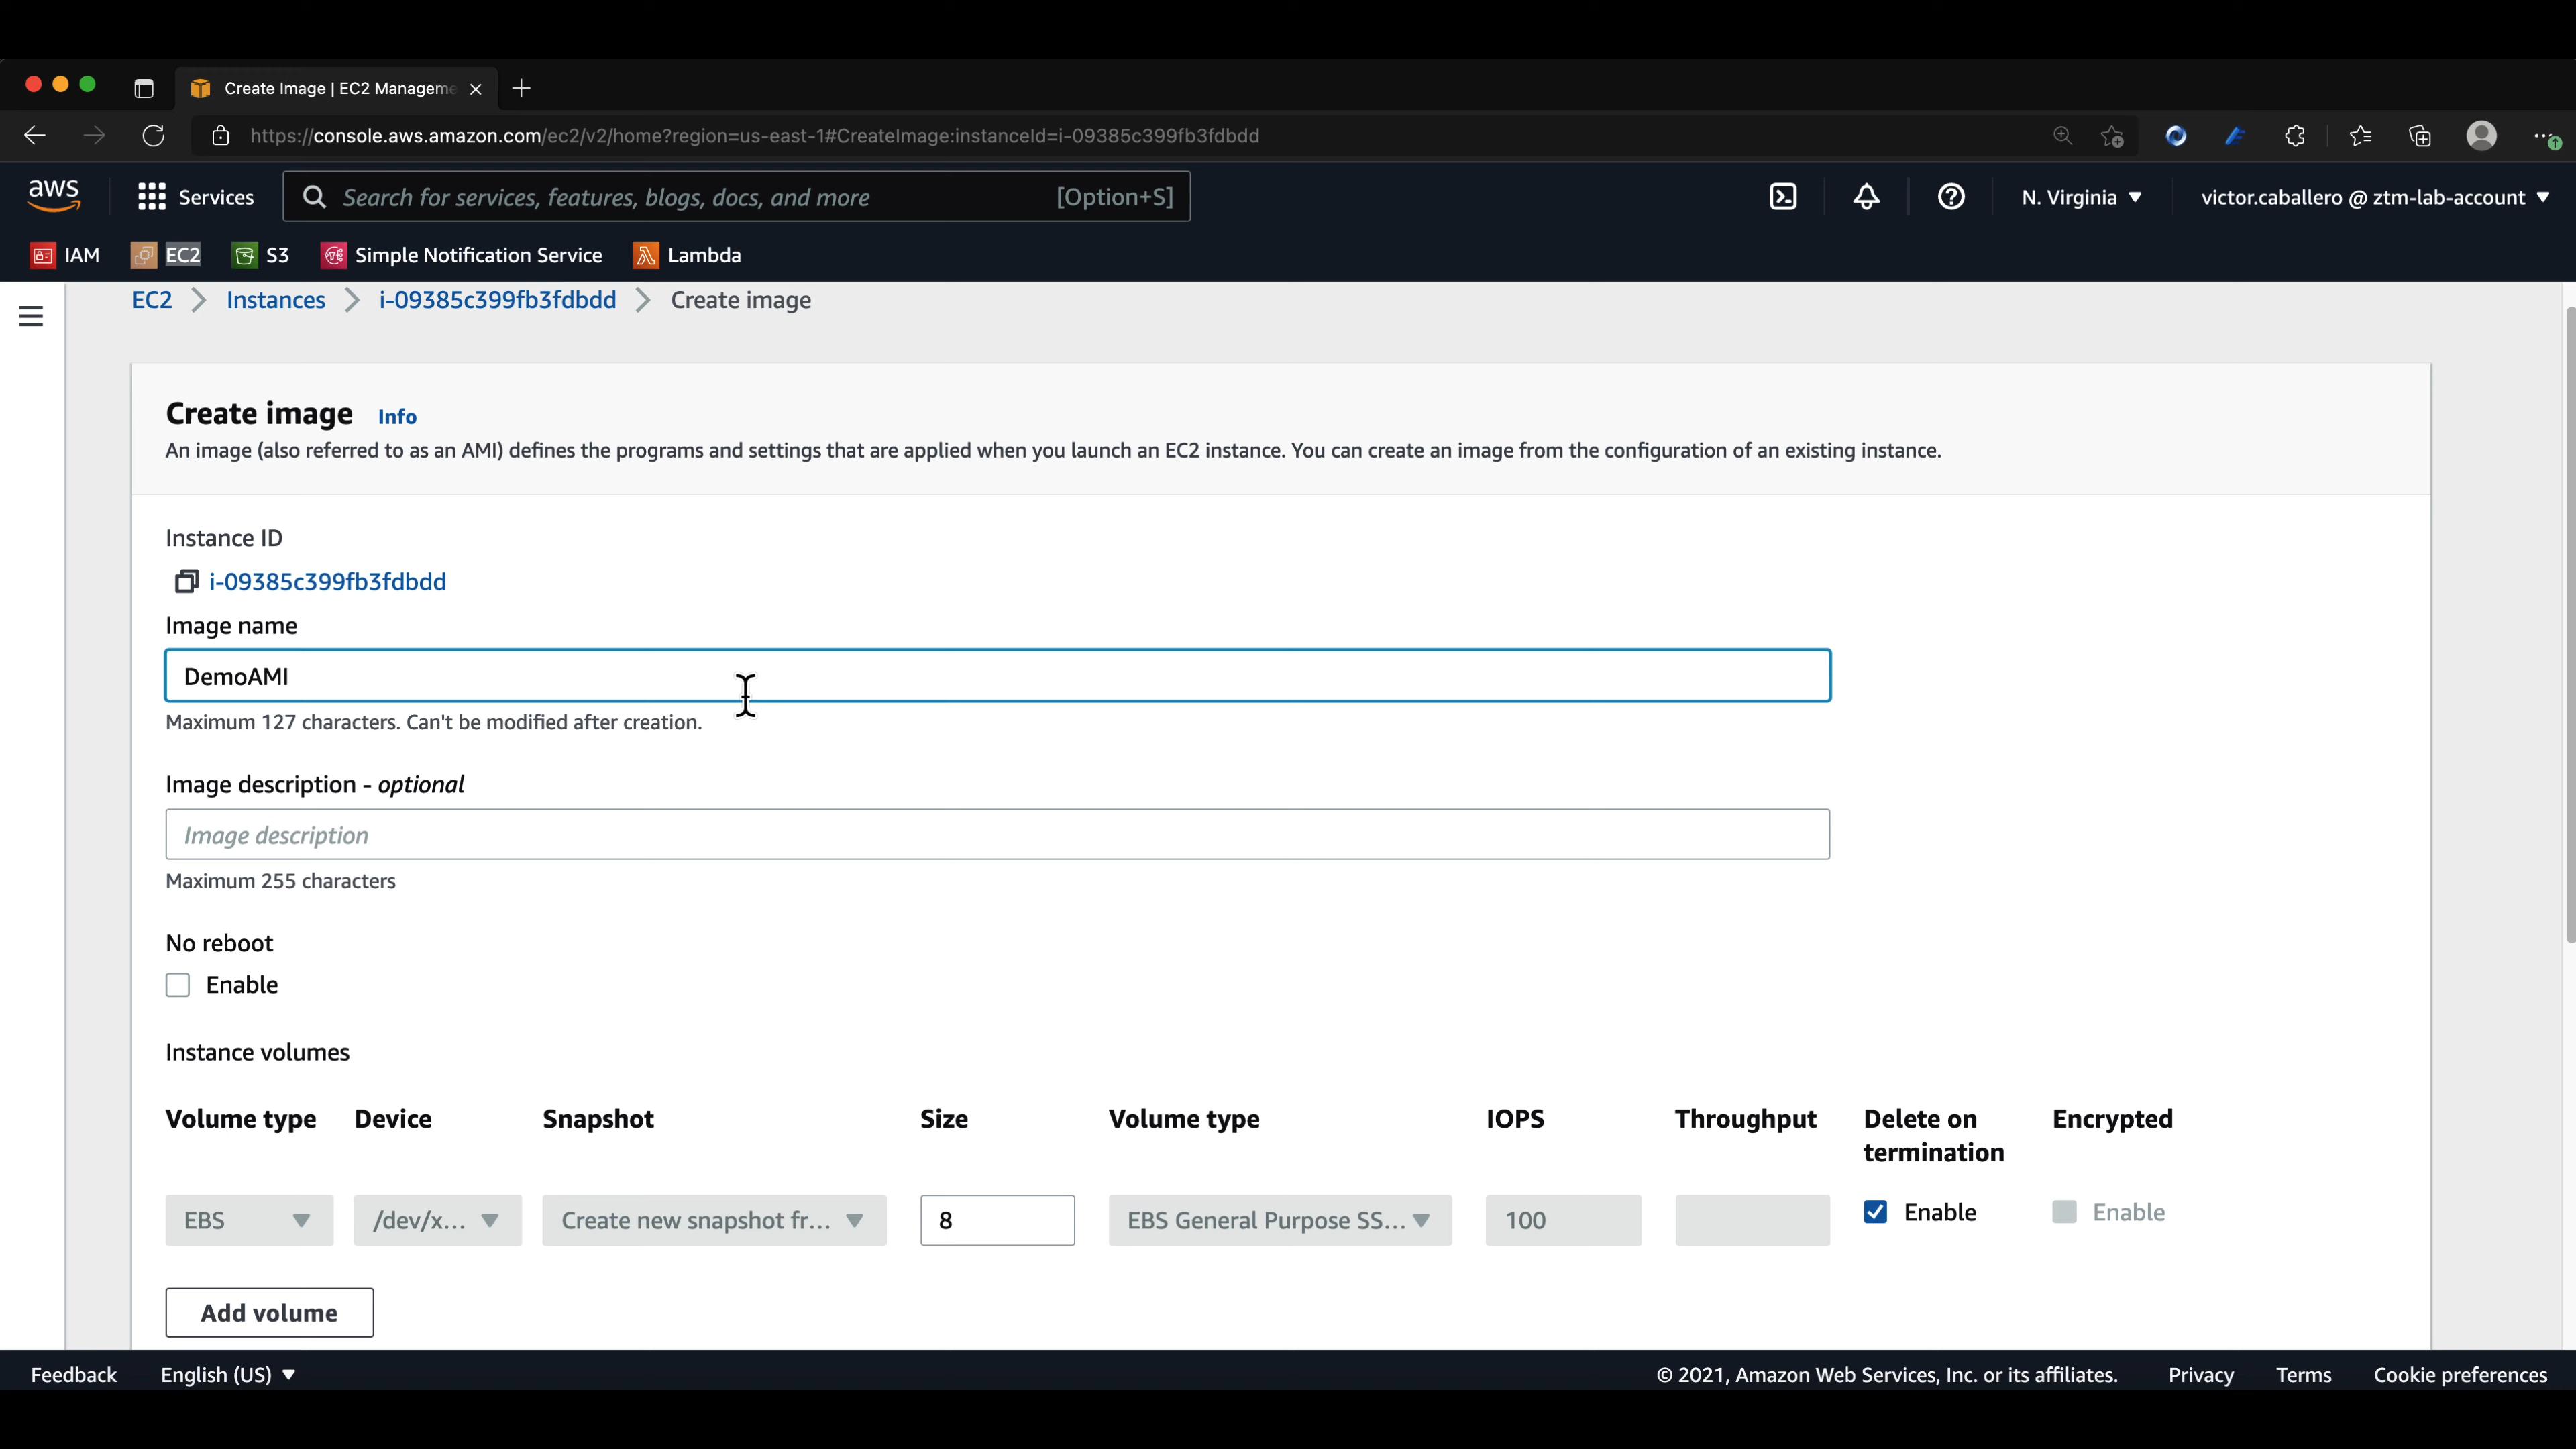 Create Image | EC2 Manageme
https://console.aws.amazon.com/ec2/v2/home?region=us-east-1#CreateImage:instanceId=i-09385c399fb3fdbdd
aws
Services
Search for services, features, blogs, docs, and more
[Option+S]
N. Virginia
victor.caballero @ ztm-lab-account
IAM
EC2
S3
Simple Notification Service
Lambda
EC2 > Instances > i-09385c399fb3fdbdd > Create image
Create image Info
An image (also referred to as an AMI) defines the programs and settings that are applied when you launch an EC2 instance. You can create an image from the configuration of an existing instance.
Instance ID
i-09385c399fb3fdbdd
Image name
DemoAMI
Maximum 127 characters. Can't be modified after creation.
Image description - optional
Image description
Maximum 255 characters
No reboot
Enable
Instance volumes
Volume type Device Snapshot Size Volume type IOPS Throughput Delete on termination Encrypted
EBS /dev/x... Create new snapshot fr... 8 EBS General Purpose SS... 100 Enable Enable
Add volume
Feedback English (US) © 2021, Amazon Web Services, Inc. or its affiliates. Privacy Terms Cookie preferences